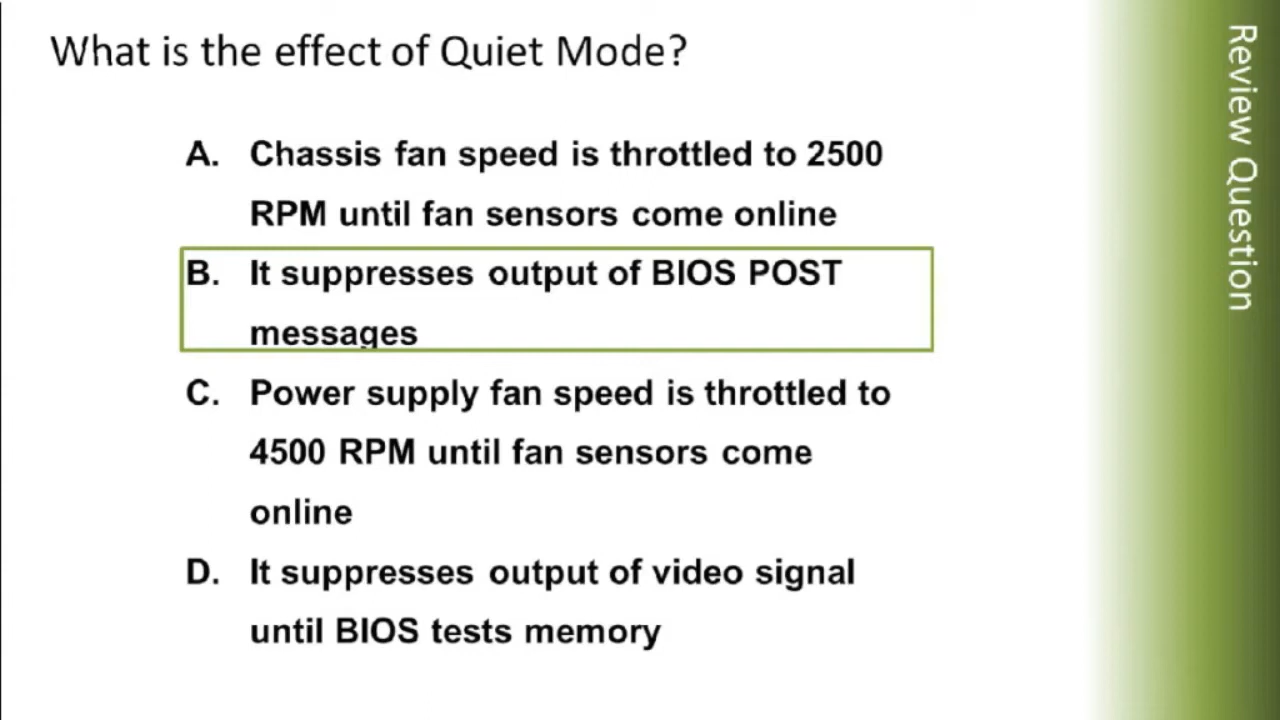 What is the effect of Quiet Mode?
A. Chassis fan speed is throttled to 2500
RPM until fan sensors come online
B. It suppresses output of BIOS POST
messages
C. Power supply fan speed is throttled to
4500 RPM until fan sensors come
online
D. It suppresses output of video signal
until BIOS tests memory
Review Question